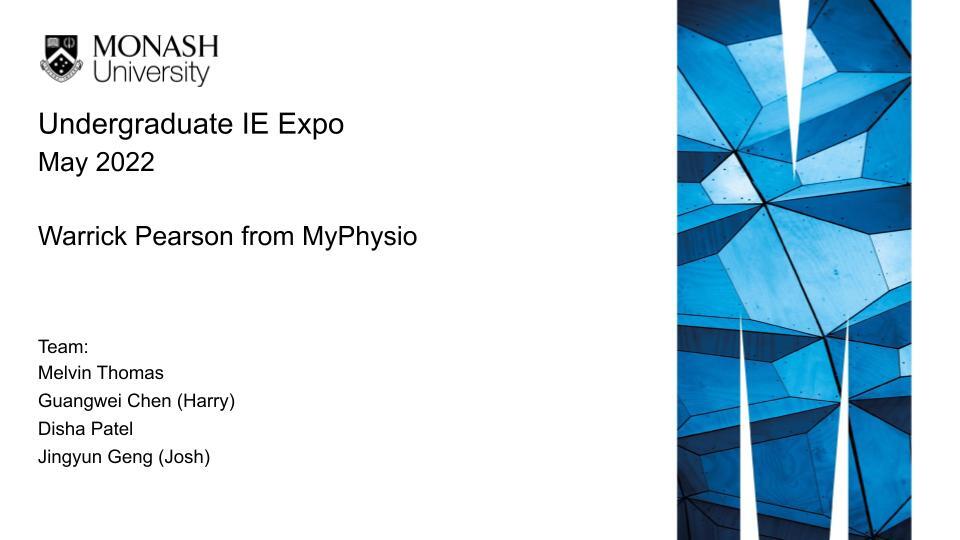 MONASH
University
Undergraduate IE Expo
May 2022
Warrick Pearson from MyPhysio
Team:
Melvin Thomas
Guangwei Chen (Harry)
Disha Patel
Jingyun Geng (Josh)